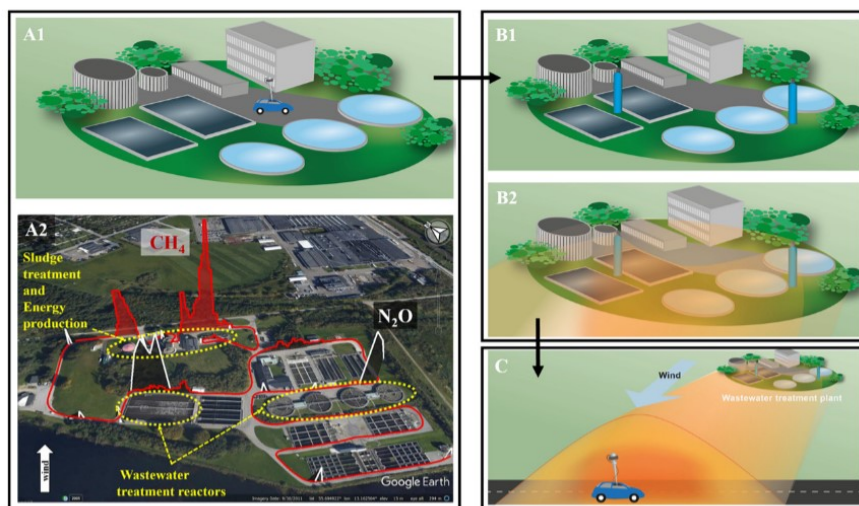 A1
A2
CH4
Sludge
treatment
and
Energy
production
N2O
Wastewater
treatment reactors
wind
Google Earth
B1
B2
C
Wind
Wastewater treatment plant